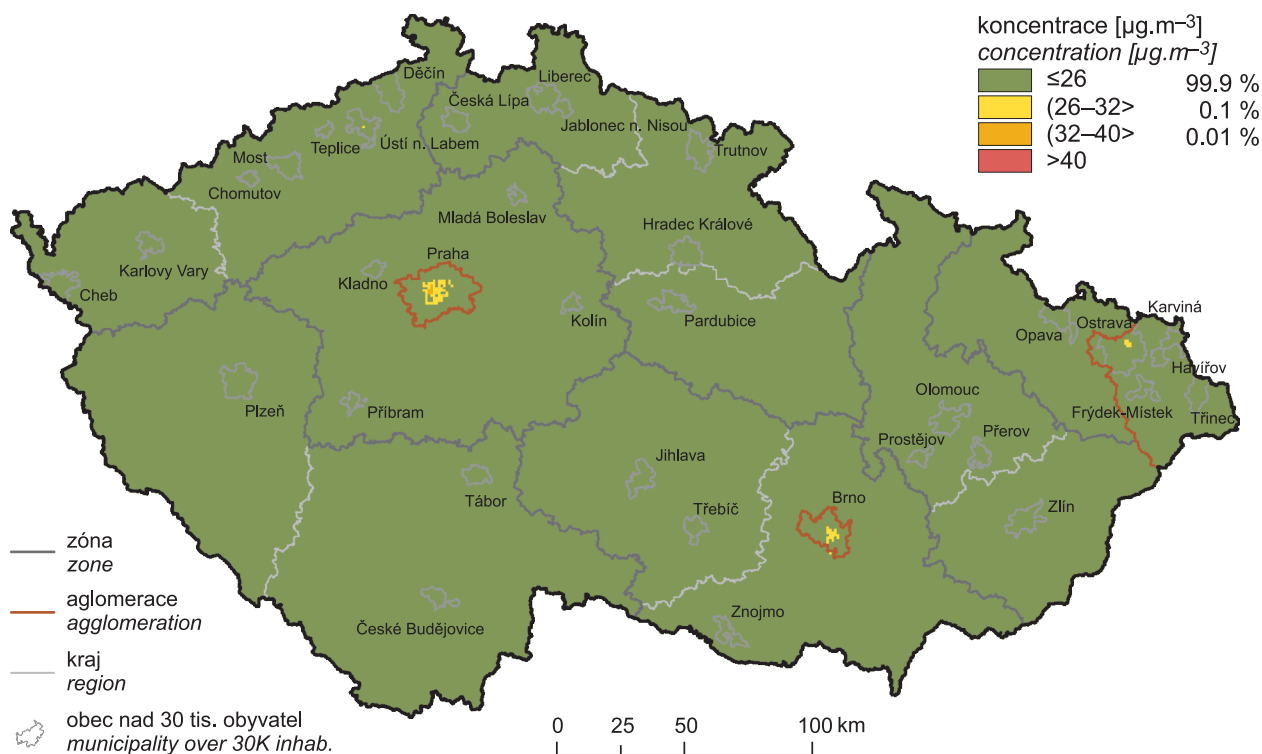 koncentrace [µg.m⁻³]
concentration [µg.m⁻³]
≤26 99.9 %
(26–32> 0.1 %
(32–40> 0.01 %
>40
Děčín
Liberec
Česká Lípa
Jablonec n. Nisou
Teplice
Ústí n. Labem
Trutnov
Most
Chomutov
Mladá Boleslav
Hradec Králové
Karlovy Vary
Praha
Kladno
Cheb
Kolín
Pardubice
Karviná
Ostrava
Opava
Havířov
Olomouc
Frýdek-Místek
Třinec
Plzeň
Příbram
Prostějov
Přerov
Jihlava
Tábor
Třebíč
Brno
Zlín
České Budějovice
Znojmo
zóna
zone
aglomerace
agglomeration
kraj
region
obec nad 30 tis. obyvatel
municipality over 30K inhab.
0 25 50 100 km